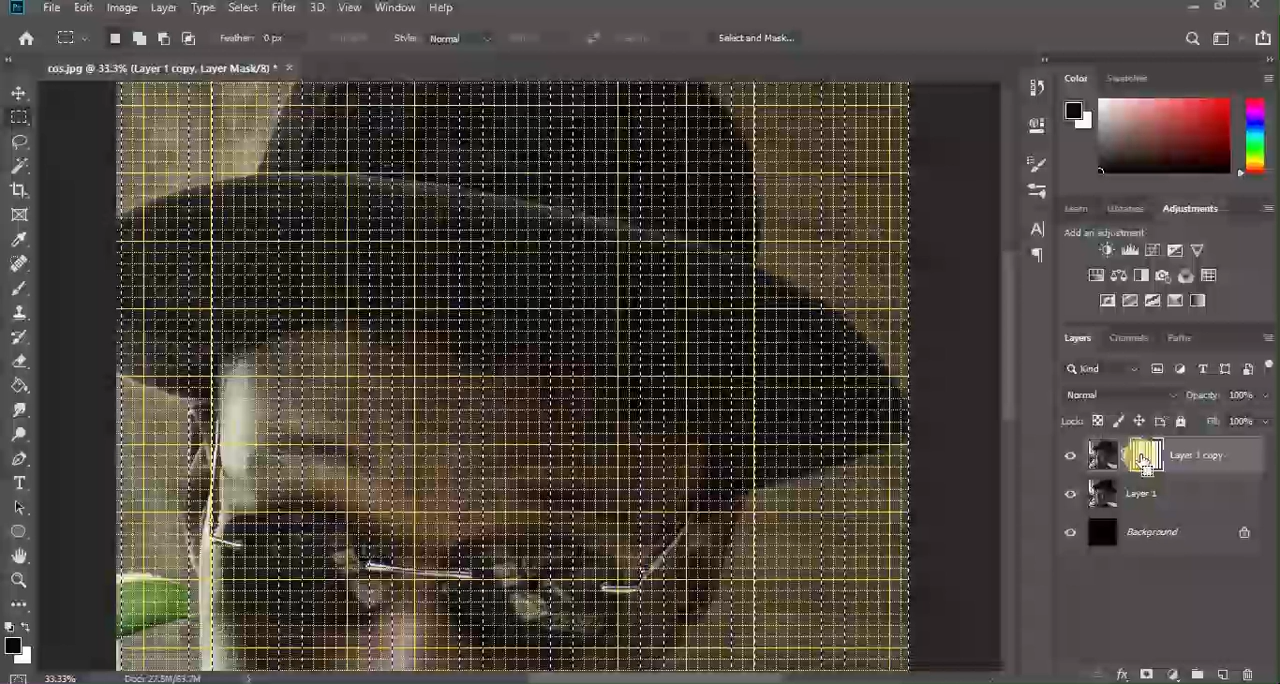 Ps File Edit Image Layer Type Select Filter 3D View Window Help
Feather: 0 px Style: Normal Select and Mask...
cos.jpg @ 33.3% (Layer 1 copy, Layer Mask/8) *
Color Swatches
Learn Libraries Adjustments
Add an adjustment
Layers Channels Paths
Kind
Normal Opacity: 100%
Lock: Fill: 100%
Layer 1 copy
Layer 1
Background
33.33% Doc: 27.5M/63.7M